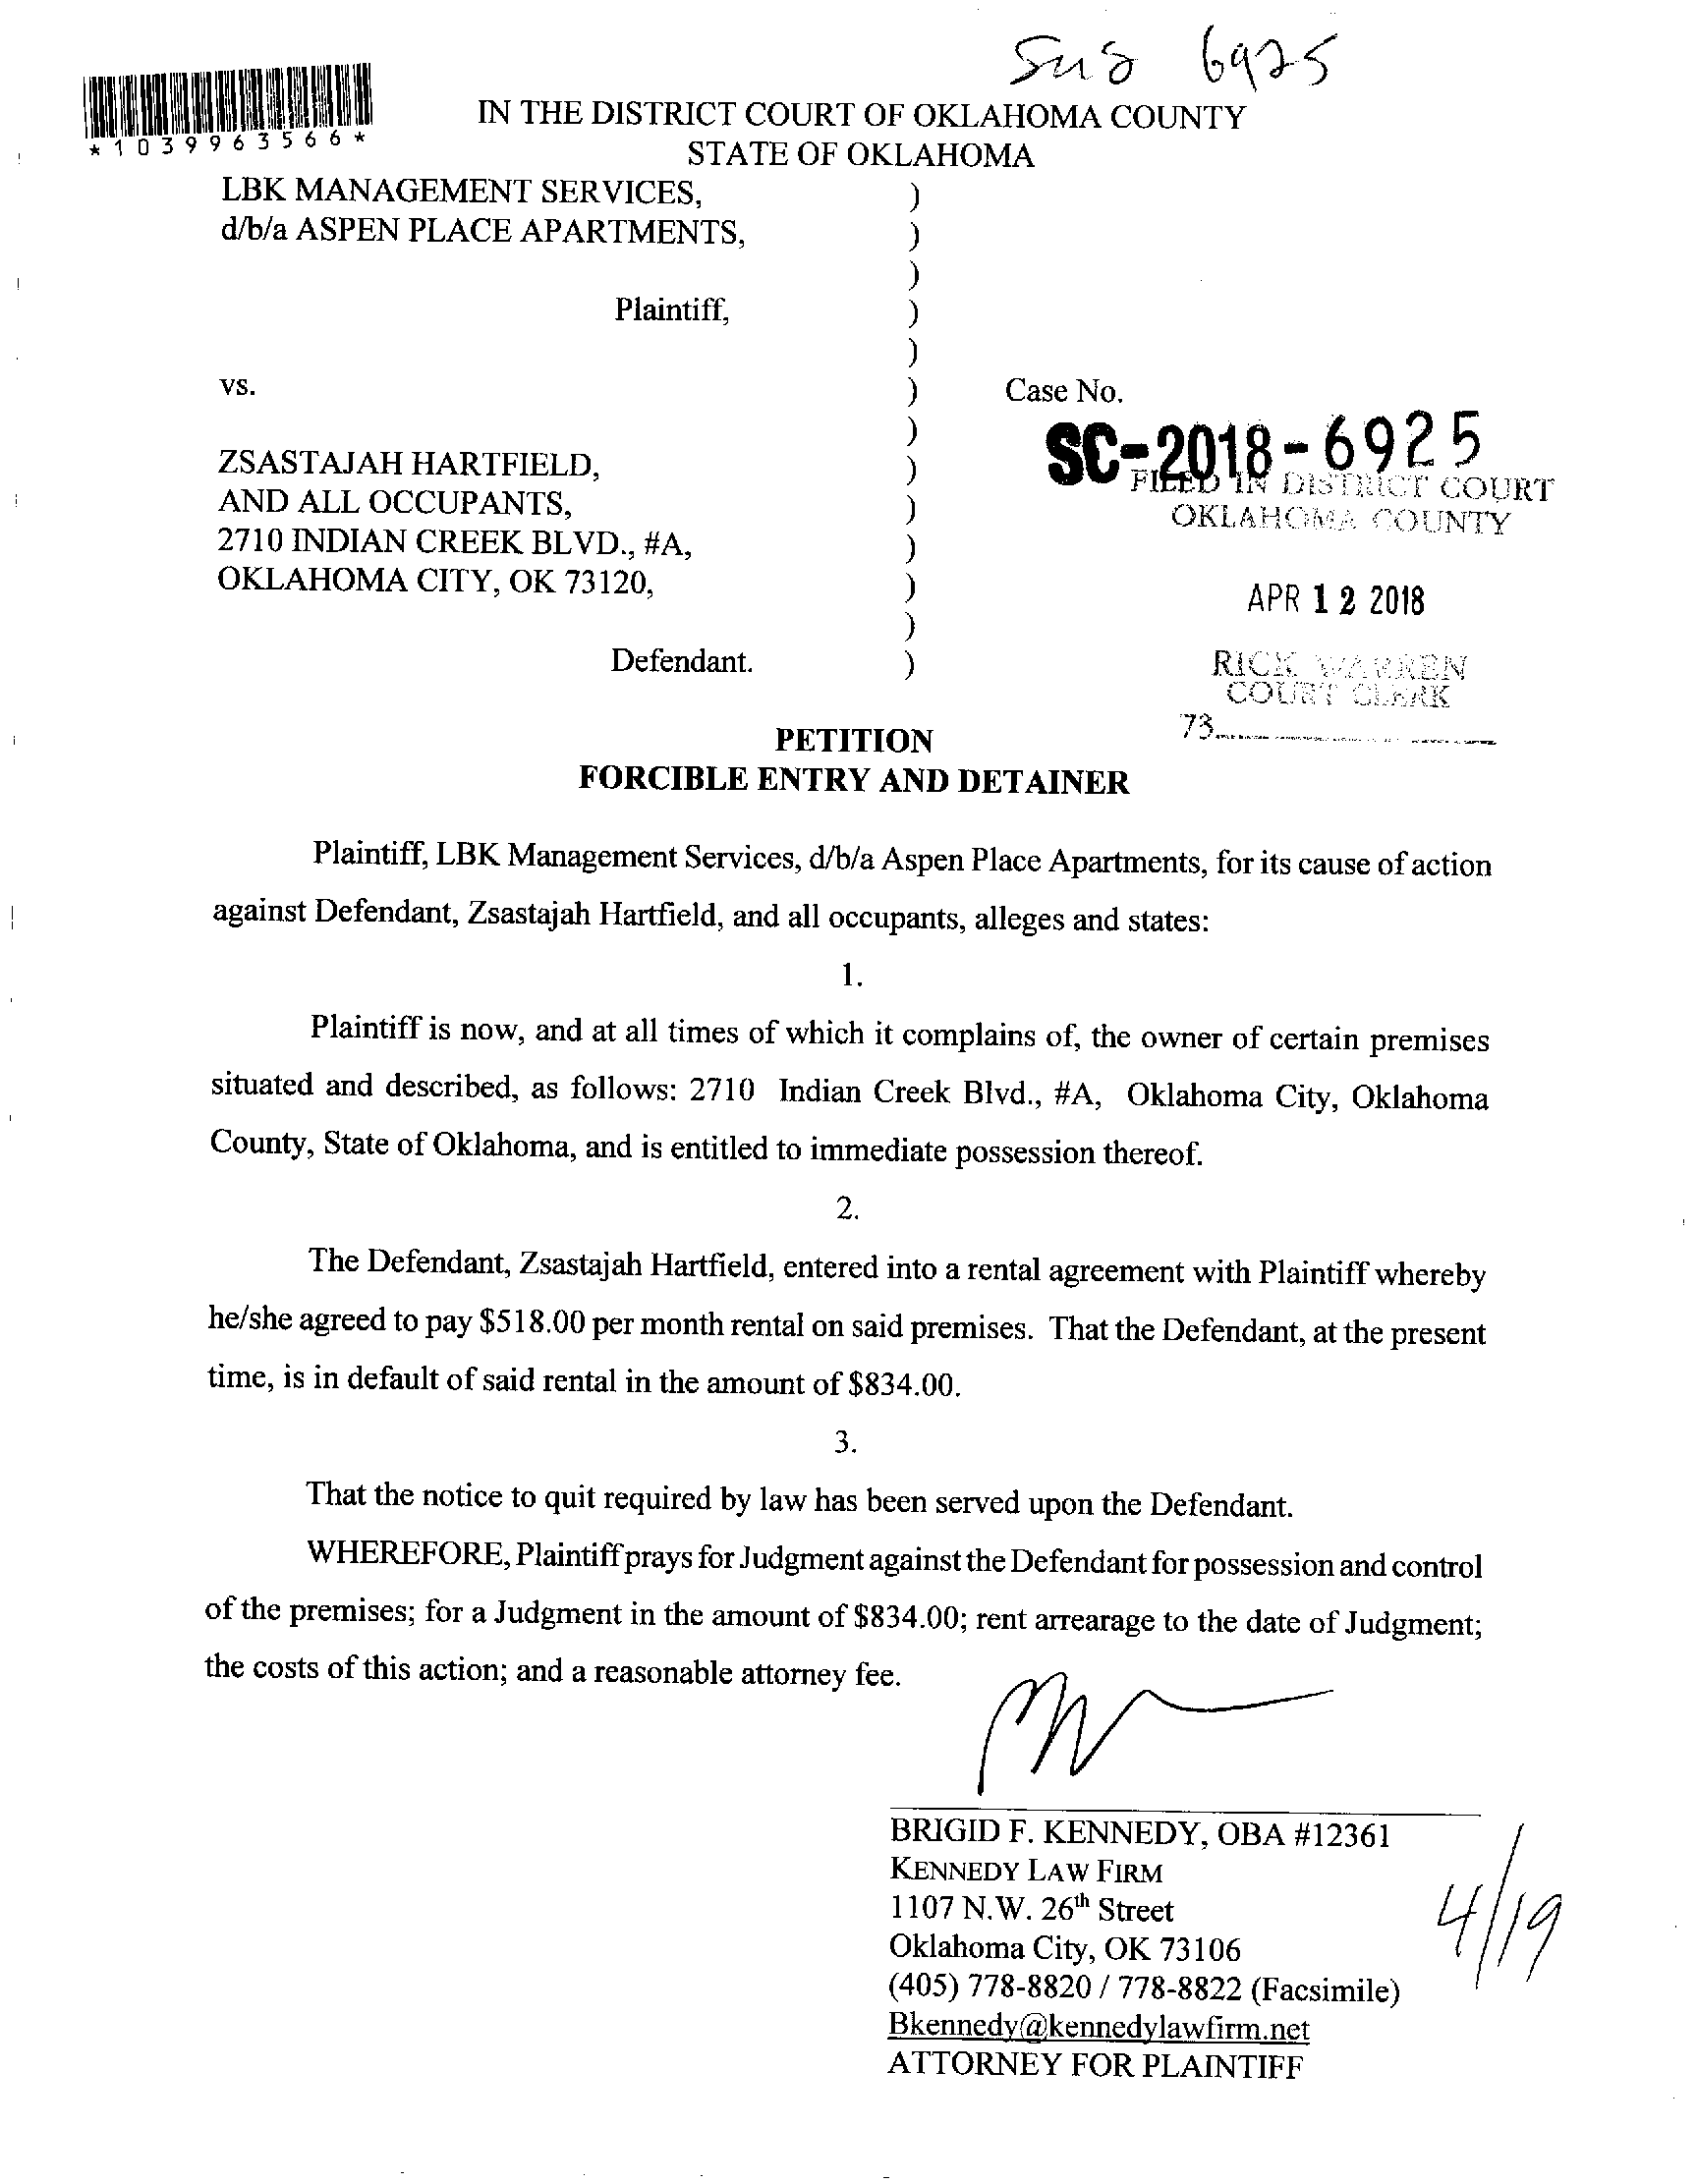 6925
*1039963566*
IN THE DISTRICT COURT OF OKLAHOMA COUNTY
STATE OF OKLAHOMA
LBK MANAGEMENT SERVICES, )
d/b/a ASPEN PLACE APARTMENTS, )
)
Plaintiff, )
)
vs. ) Case No.
) SC-2018-6925
ZSASTAJAH HARTFIELD, ) FILED IN DISTRICT COURT
AND ALL OCCUPANTS, ) OKLAHOMA COUNTY
2710 INDIAN CREEK BLVD., #A, )
OKLAHOMA CITY, OK 73120, ) APR 12 2018
)
Defendant. ) RICK WARREN
COURT CLERK
73
PETITION
FORCIBLE ENTRY AND DETAINER
Plaintiff, LBK Management Services, d/b/a Aspen Place Apartments, for its cause of action
against Defendant, Zsastajah Hartfield, and all occupants, alleges and states:
1.
Plaintiff is now, and at all times of which it complains of, the owner of certain premises
situated and described, as follows: 2710 Indian Creek Blvd., #A, Oklahoma City, Oklahoma
County, State of Oklahoma, and is entitled to immediate possession thereof.
2.
The Defendant, Zsastajah Hartfield, entered into a rental agreement with Plaintiff whereby
he/she agreed to pay $518.00 per month rental on said premises. That the Defendant, at the present
time, is in default of said rental in the amount of $834.00.
3.
That the notice to quit required by law has been served upon the Defendant.
WHEREFORE, Plaintiff prays for Judgment against the Defendant for possession and control
of the premises; for a Judgment in the amount of $834.00; rent arrearage to the date of Judgment;
the costs of this action; and a reasonable attorney fee.
BRIGID F. KENNEDY, OBA #12361
KENNEDY LAW FIRM
1107 N.W. 26th Street
Oklahoma City, OK 73106
(405) 778-8820 / 778-8822 (Facsimile)
Bkennedy@kennedylawfirm.net
ATTORNEY FOR PLAINTIFF
4/19